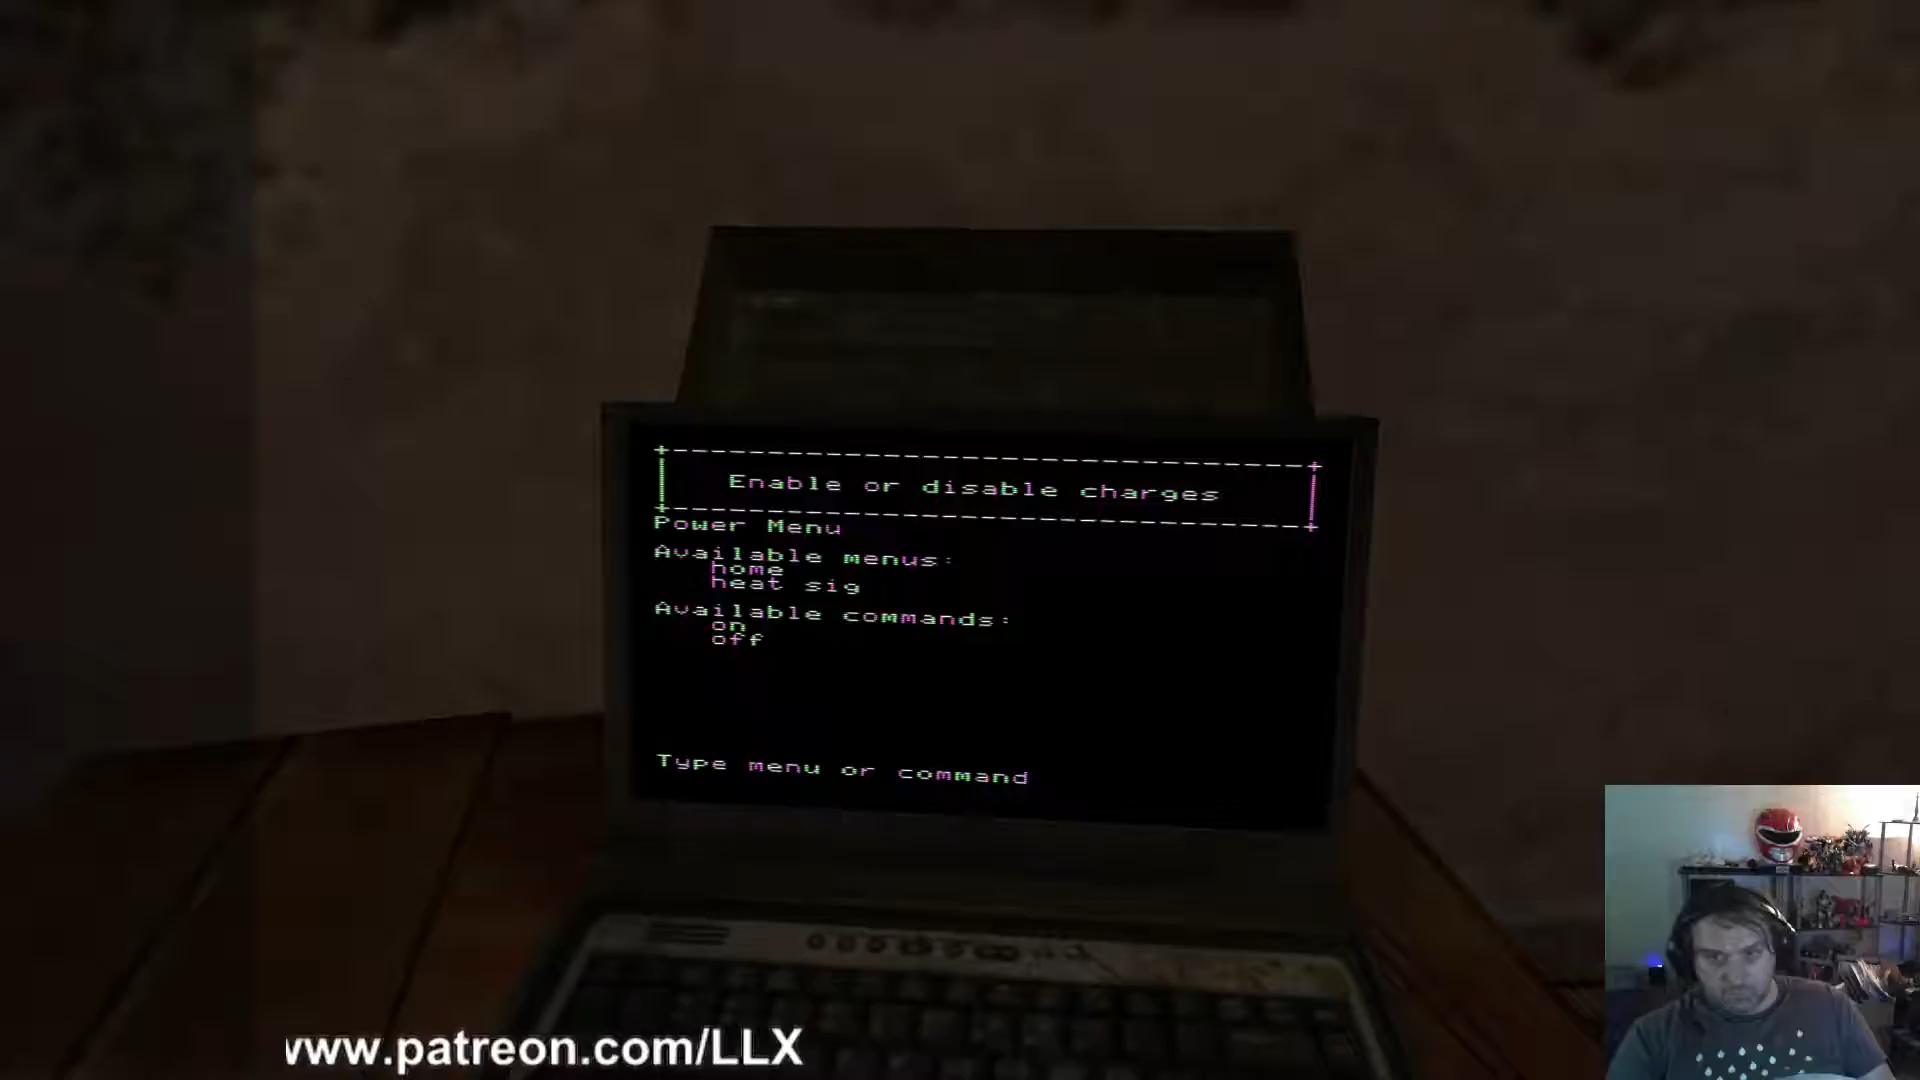 Enable or disable charges
Power Menu
Available menus:
home
heat sig
Available commands:
on
off
Type menu or command
www.patreon.com/LLX